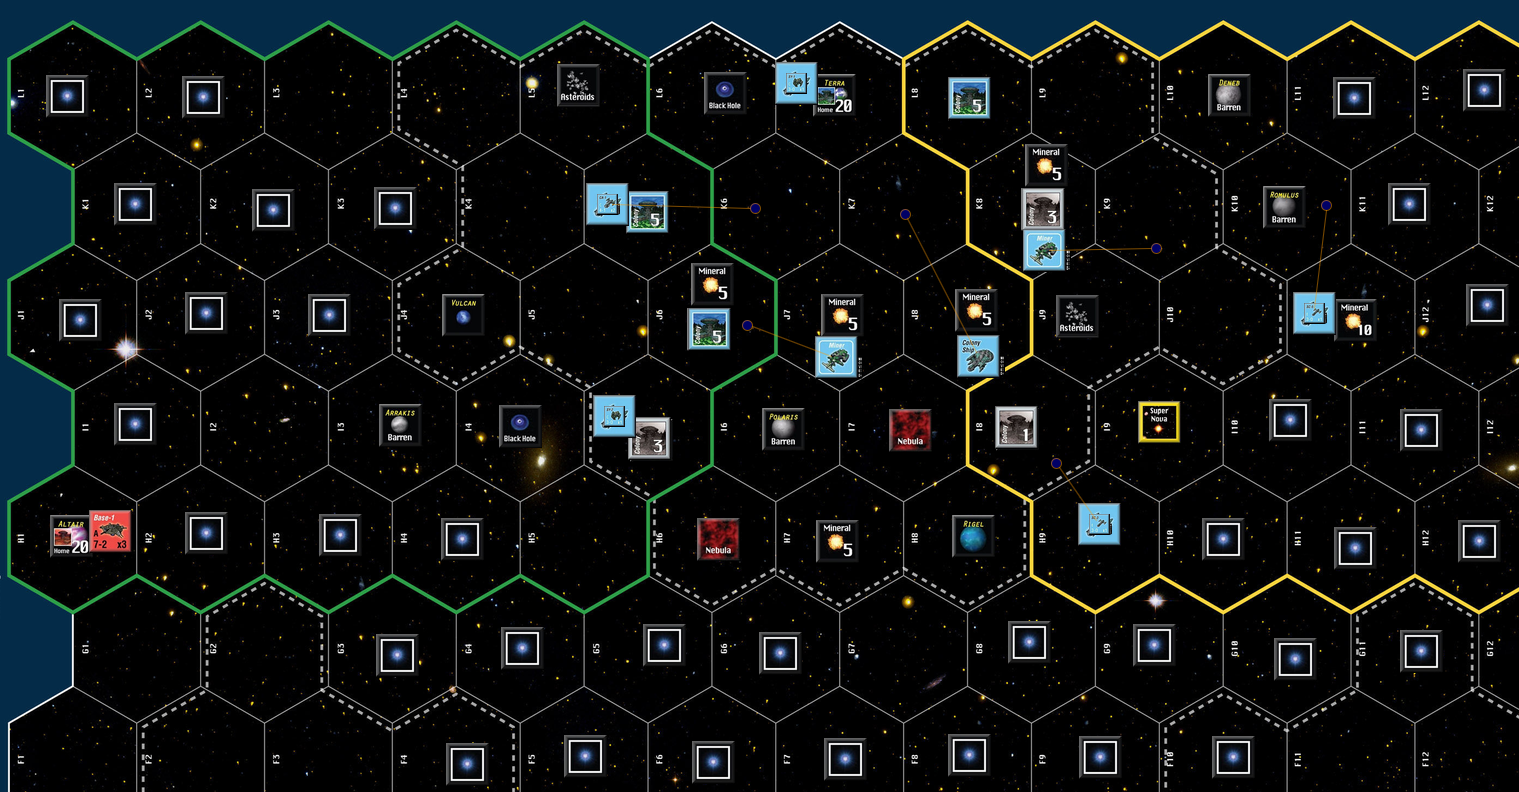 L1
L2
L3
L4
L5
Asteroids
L6
Black Hole
L7
TERRA
Home 20
L8
Colony 5
L9
L10
DENEB
Barren
L11
L12
K1
K2
K3
K4
Colony 5
K6
K7
K8
Mineral
5
Colony 3
Miner
K9
K10
ROMULUS
Barren
K11
K12
J1
J2
J3
J4
VULCAN
J5
J6
Mineral
5
Colony 5
J7
Mineral
5
Miner
J8
Mineral
5
Colony
Ship
J9
Asteroids
J10
Mineral
10
J12
I1
I2
I3
ARRAKIS
Barren
I4
Black Hole
Colony 3
I6
POLARIS
Barren
I7
Nebula
I8
Colony 1
I9
Super
Nova
I10
I11
I12
H1
ALTAIR
Home 20
Base-1
A
7-2 x3
H2
H3
H4
H5
H6
Nebula
H7
Mineral
5
H8
RIGEL
H9
H10
H11
H12
G1
G2
G3
G4
G5
G6
G7
G8
G9
G10
G11
G12
F1
F2
F3
F4
F5
F6
F7
F8
F9
F10
F11
F12